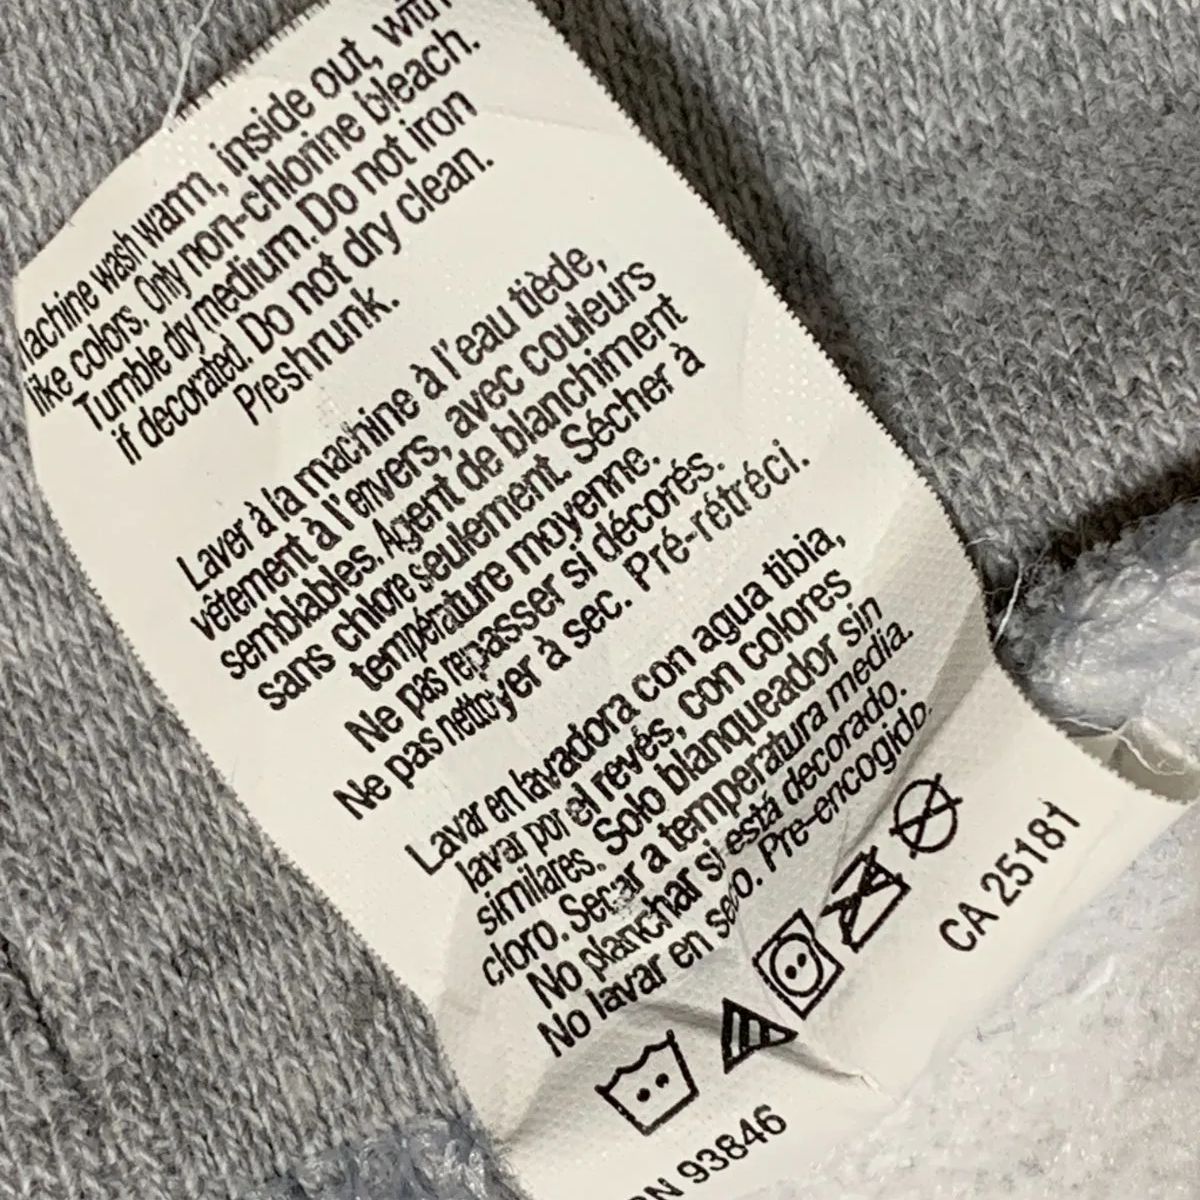 Machine wash warm, inside out, with
like colors. Only non-chlorine bleach.
Tumble dry medium. Do not iron
if decorated. Do not dry clean.
Preshrunk.
Laver à la machine à l'eau tiède,
vêtement à l'envers, avec couleurs
semblables. Agent de blanchiment
sans chlore seulement. Sécher à
température moyenne.
Ne pas repasser si décorés.
Ne pas nettoyer à sec. Pré-rétréci.
Lavar en lavadora con agua tibia,
lavar por el revés, con colores
similares. Solo blanqueador sin
cloro. Secar a temperatura media.
No planchar si está decorado.
No lavar en seco. Pre-encogido.
CA 25181
RN 93846